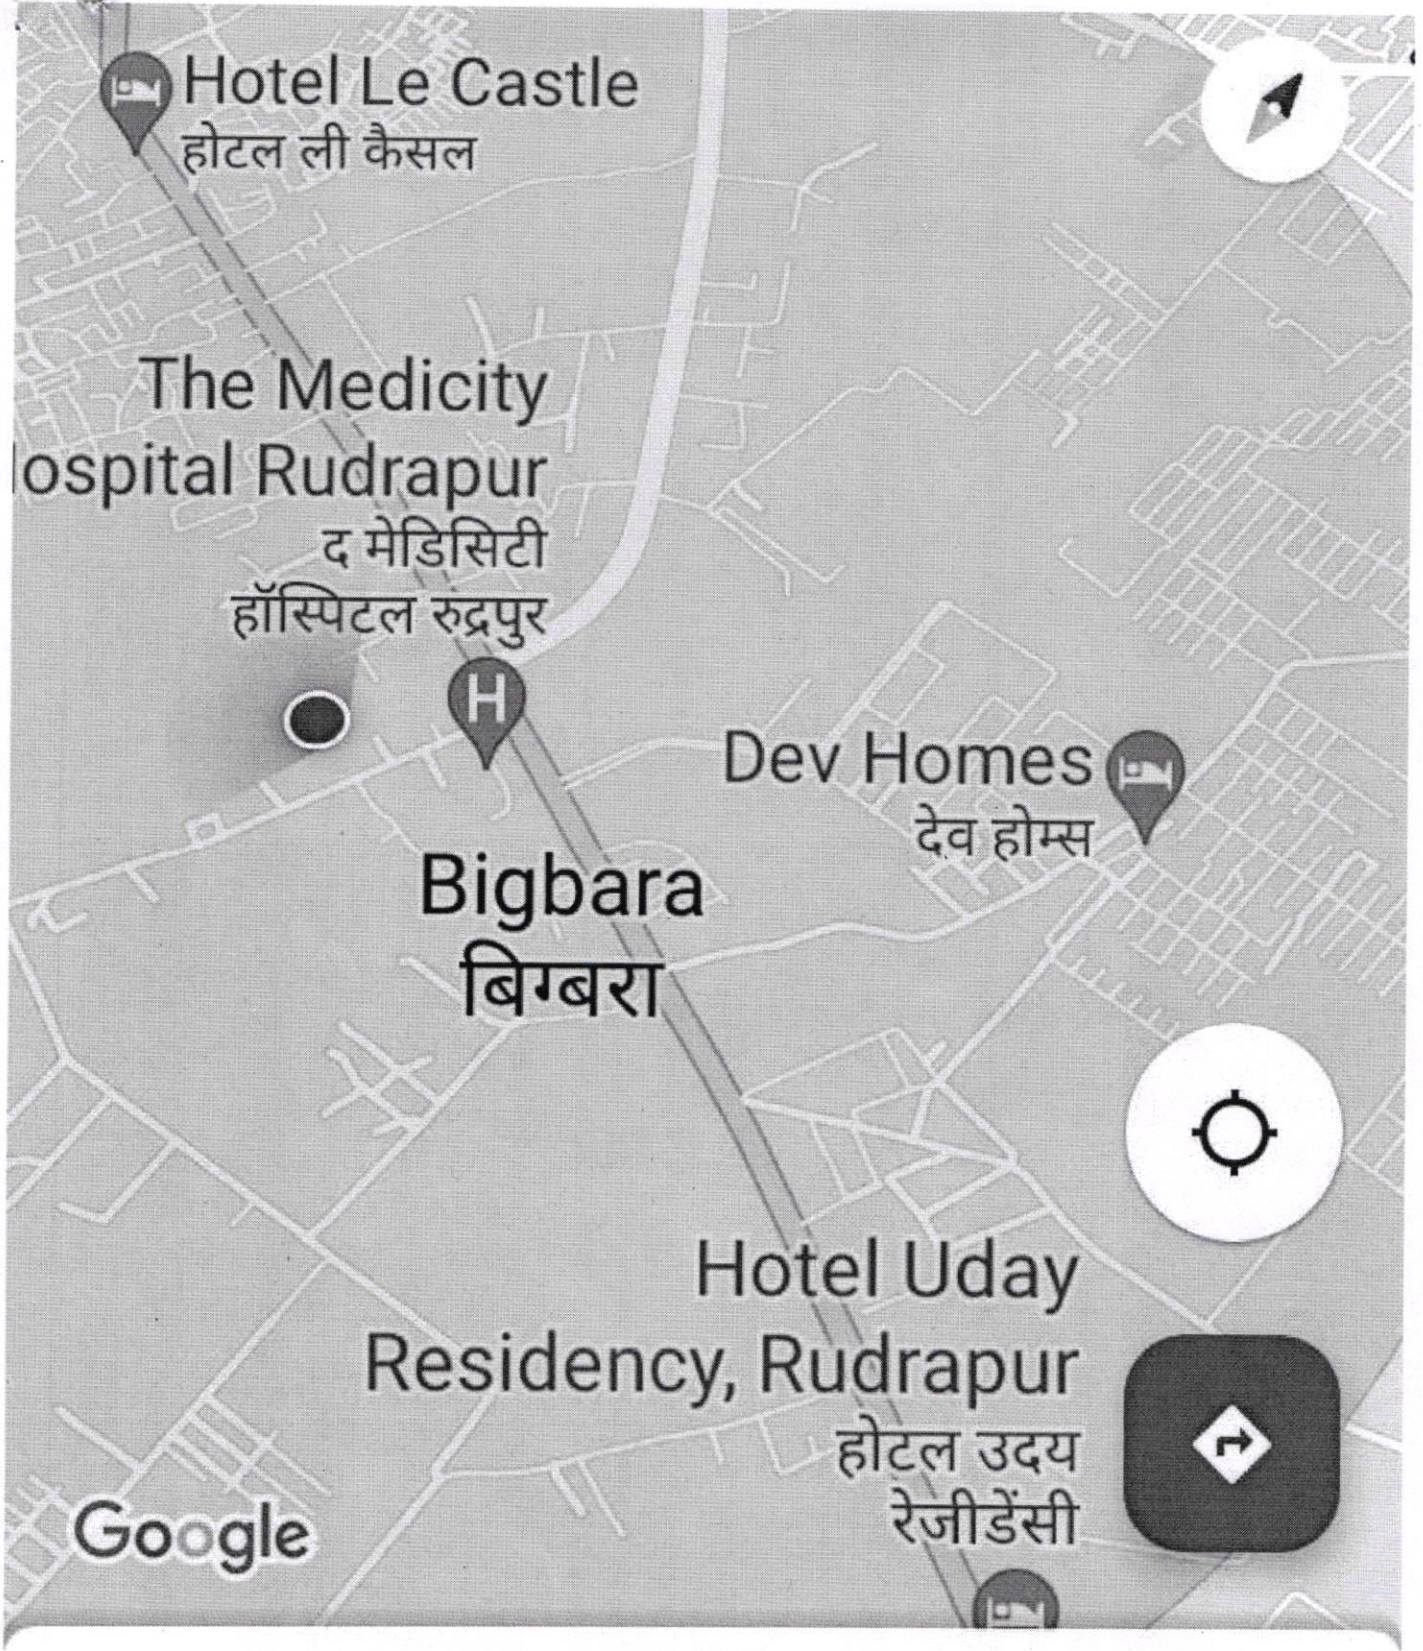 Hotel Le Castle
होटल ली कैसल
The Medicity
ospital Rudrapur
द मेडिसिटी
हॉस्पिटल रुद्रपुर
H
Dev Homes
देव होम्स
Bigbara
बिग्बरा
Hotel Uday
Residency, Rudrapur
होटल उदय
रेजीडेंसी
Google